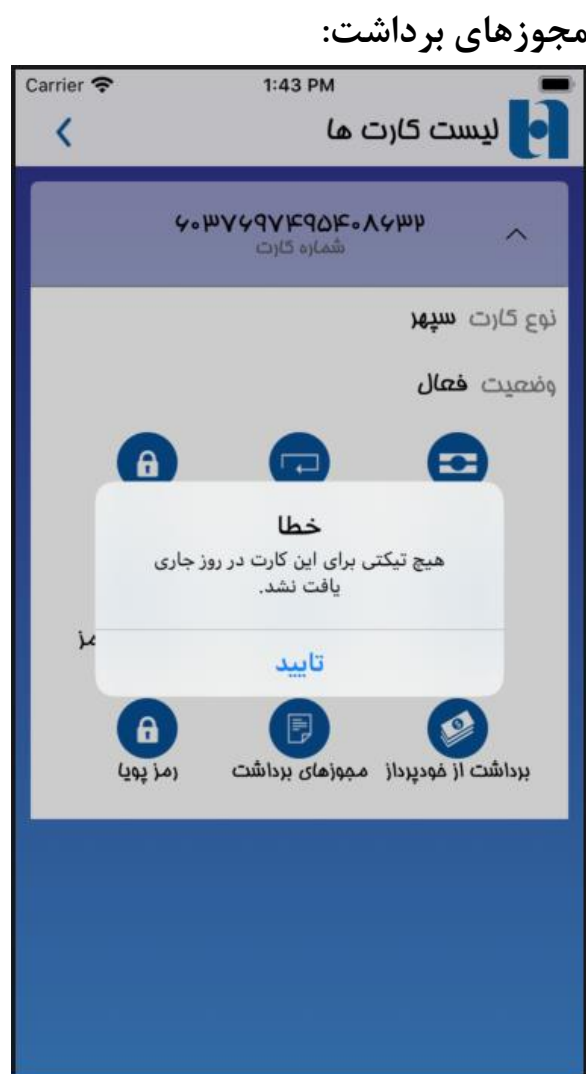 مجوزهای برداشت:
Carrier 1:43 PM
لیست کارت ها
۶۰۳۷۶۹۷۴۹۵۴۰۸۶۳۲
شماره کارت
نوع کارت سپهر
وضعیت فعال
خطا
هیچ تیکتی برای این کارت در روز جاری
یافت نشد.
تایید
برداشت از خودپرداز مجوزهای برداشت رمز پویا